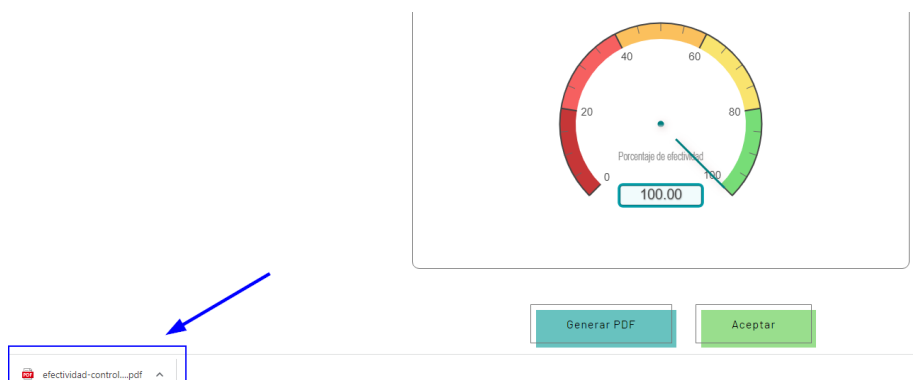 40
60
20
80
Porcentaje de efectividad
0
100
100.00
Generar PDF
Aceptar
PDF
efectividad-control....pdf